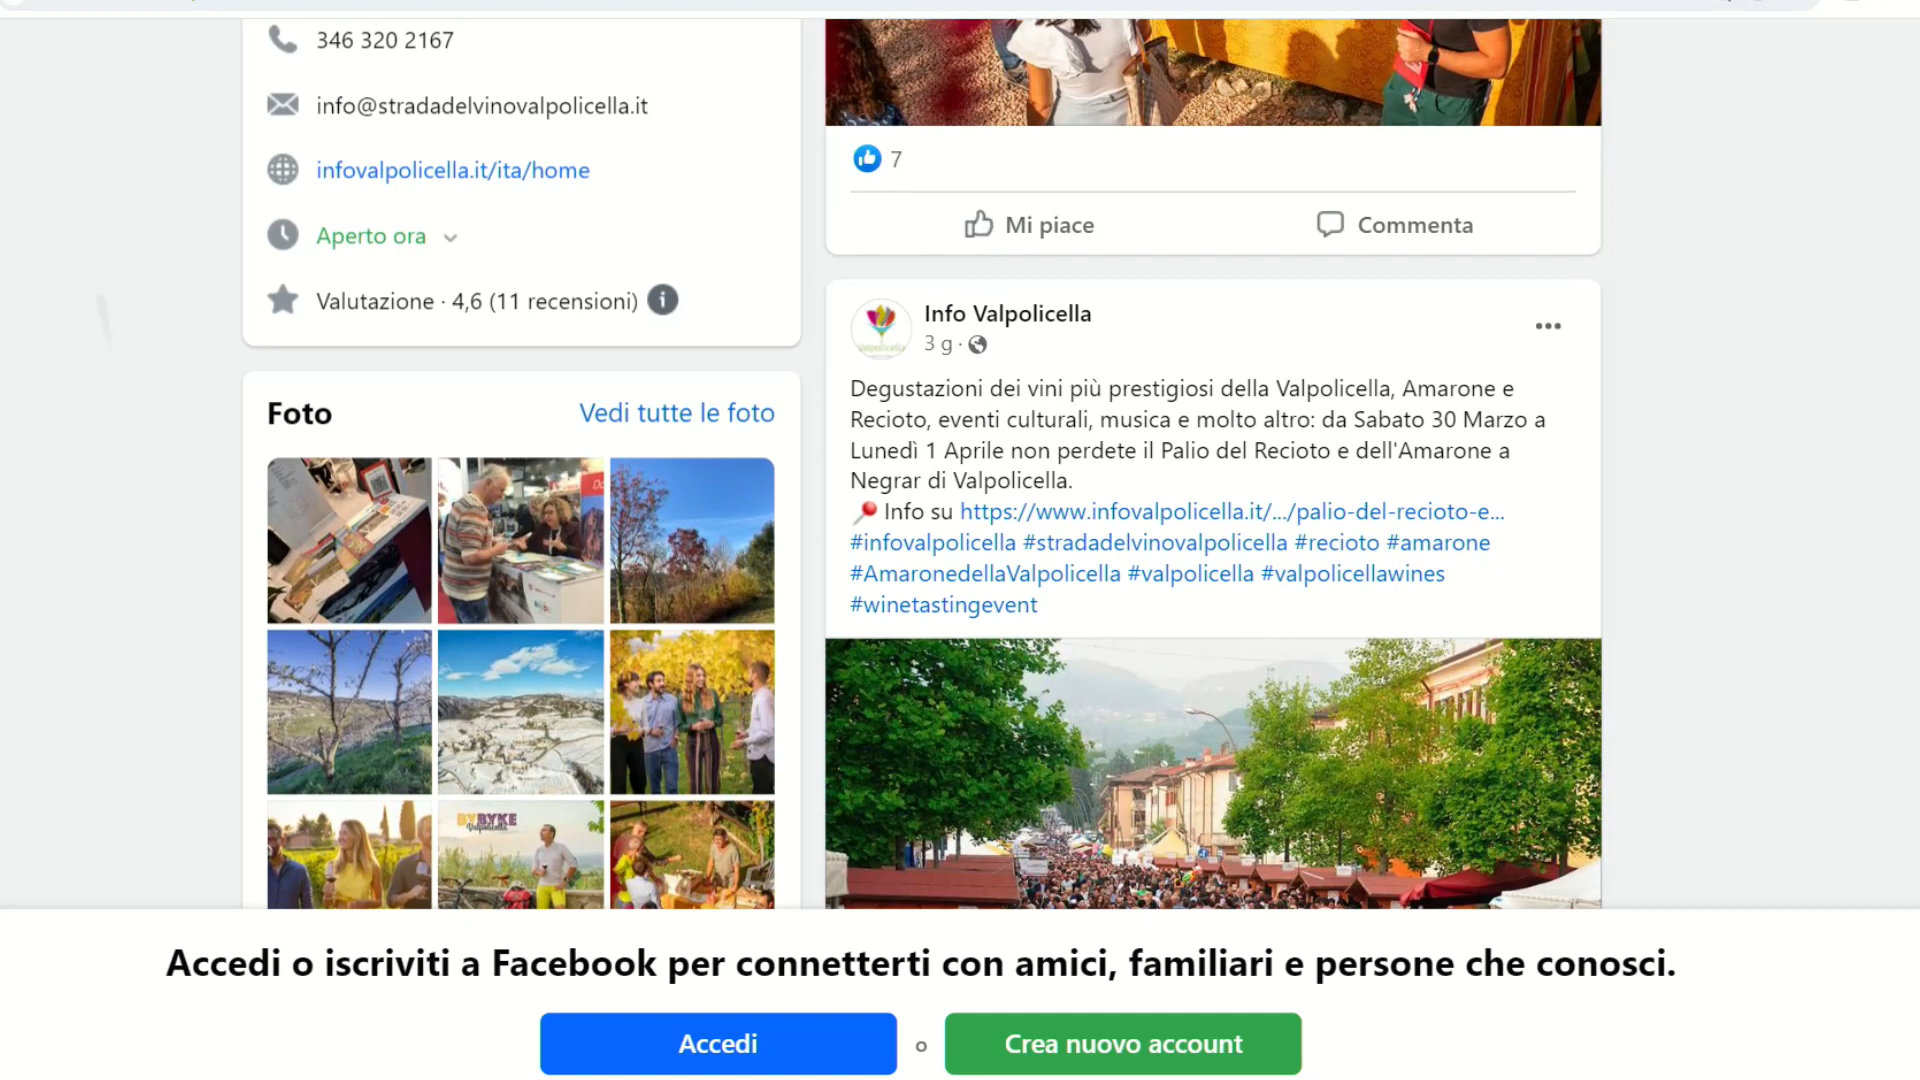 346 320 2167
info@stradadelvinovalpolicella.it
infovalpolicella.it/ita/home
Aperto ora
Valutazione · 4,6 (11 recensioni)
Foto
Vedi tutte le foto
BYBYKE
Valpolicella
7
Mi piace
Commenta
Info Valpolicella
3 g ·
Degustazioni dei vini più prestigiosi della Valpolicella, Amarone e
Recioto, eventi culturali, musica e molto altro: da Sabato 30 Marzo a
Lunedì 1 Aprile non perdete il Palio del Recioto e dell'Amarone a
Negrar di Valpolicella.
Info su https://www.infovalpolicella.it/.../palio-del-recioto-e...
#infovalpolicella #stradadelvinovalpolicella #recioto #amarone
#AmaronedellaValpolicella #valpolicella #valpolicellawines
#winetastingevent
Accedi o iscriviti a Facebook per connetterti con amici, familiari e persone che conosci.
Accedi
o
Crea nuovo account